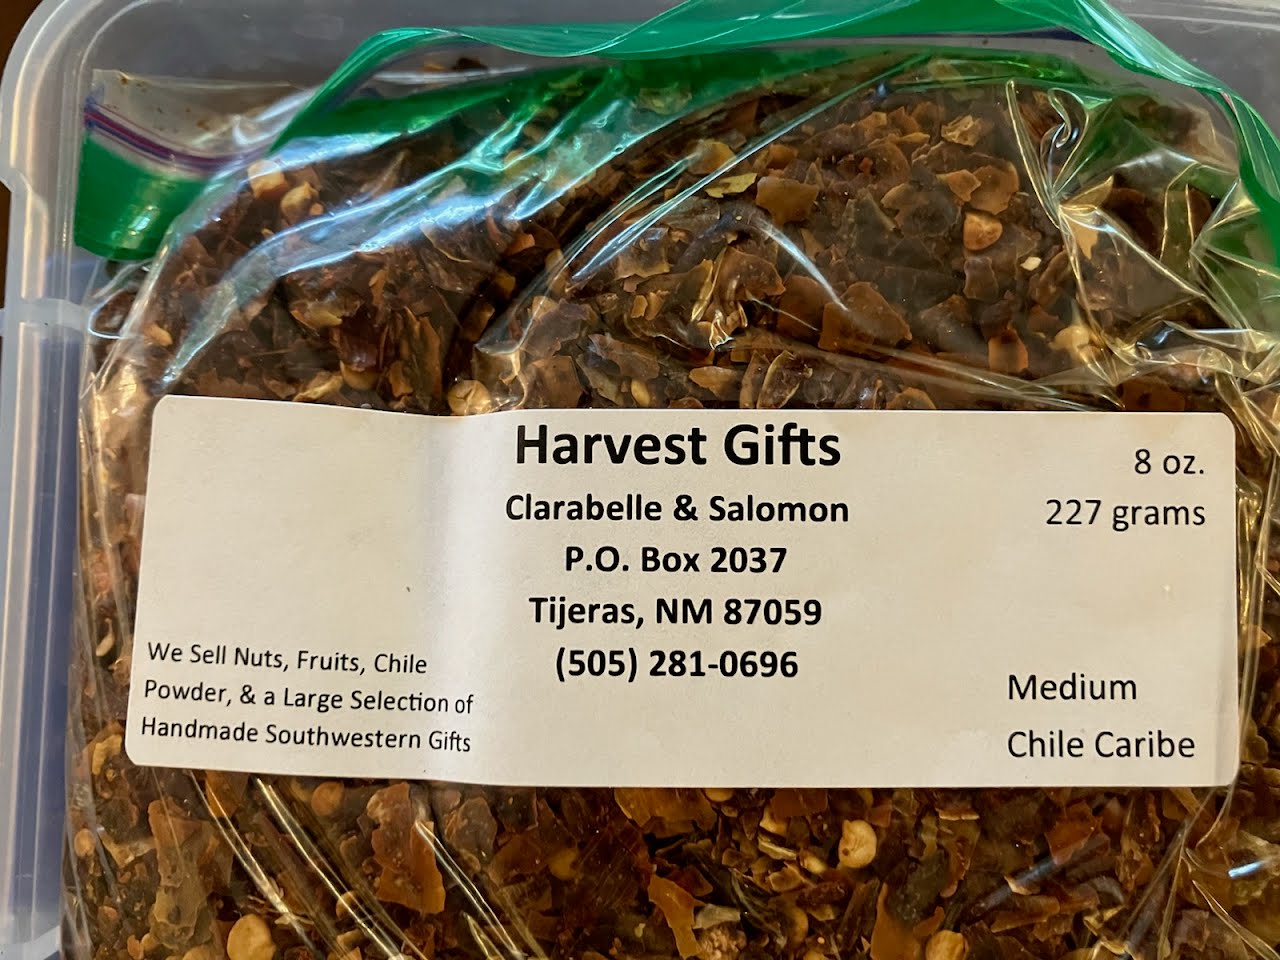 Harvest Gifts
Clarabelle & Salomon
P.O. Box 2037
Tijeras, NM 87059
(505) 281-0696
8 oz.
227 grams
We Sell Nuts, Fruits, Chile
Powder, & a Large Selection of
Handmade Southwestern Gifts
Medium
Chile Caribe